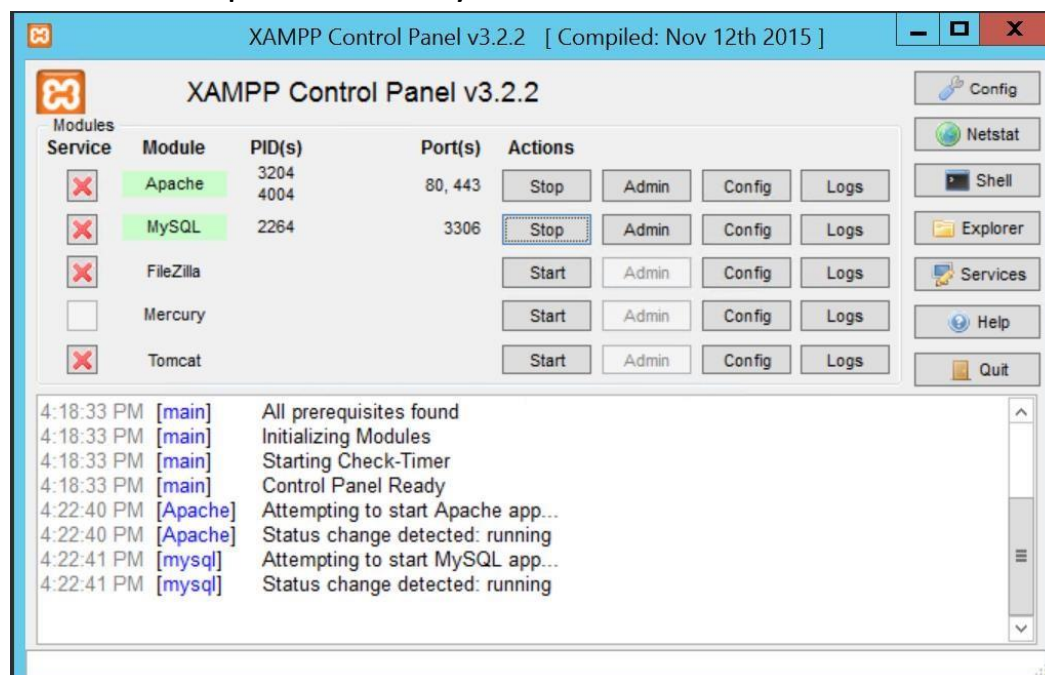 XAMPP Control Panel v3.2.2 [ Compiled: Nov 12th 2015 ]
XAMPP Control Panel v3.2.2
Config
Modules
Service Module PID(s) Port(s) Actions
Netstat
Apache 3204 4004 80, 443 Stop Admin Config Logs
Shell
MySQL 2264 3306 Stop Admin Config Logs
Explorer
FileZilla Start Admin Config Logs
Services
Mercury Start Admin Config Logs
Help
Tomcat Start Admin Config Logs
Quit
4:18:33 PM [main] All prerequisites found
4:18:33 PM [main] Initializing Modules
4:18:33 PM [main] Starting Check-Timer
4:18:33 PM [main] Control Panel Ready
4:22:40 PM [Apache] Attempting to start Apache app...
4:22:40 PM [Apache] Status change detected: running
4:22:41 PM [mysql] Attempting to start MySQL app...
4:22:41 PM [mysql] Status change detected: running